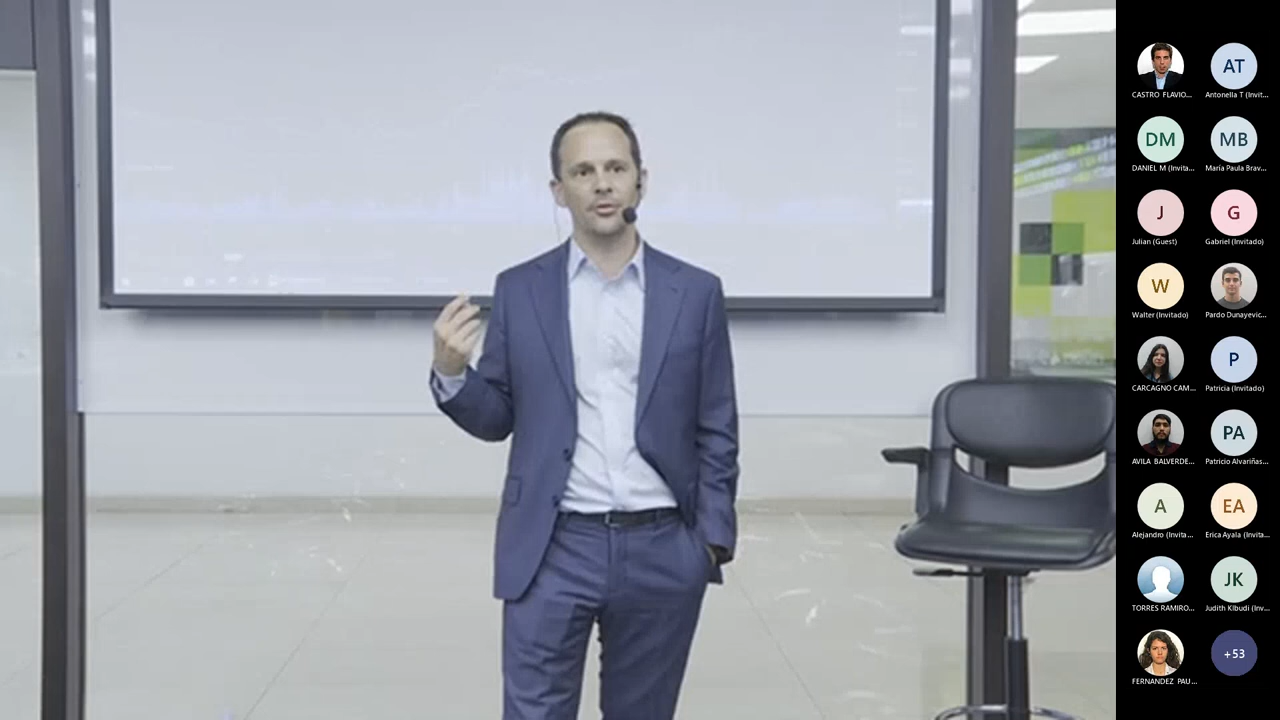 CASTRO FLAVIO...
AT
Antonella T (Invit...
DM
DANIEL M (Invita...
MB
María Paula Brav...
J
Julian (Guest)
G
Gabriel (Invitado)
W
Walter (Invitado)
Pardo Dunayevic...
CARCAGNO CAM...
P
Patricia (Invitado)
AVILA BALVERDE...
PA
Patricio Alvariñas...
A
Alejandro (Invita...
EA
Erica Ayala (Invita...
TORRES RAMIRO...
JK
Judith KIbudi (Inv...
FERNANDEZ PAU...
+53